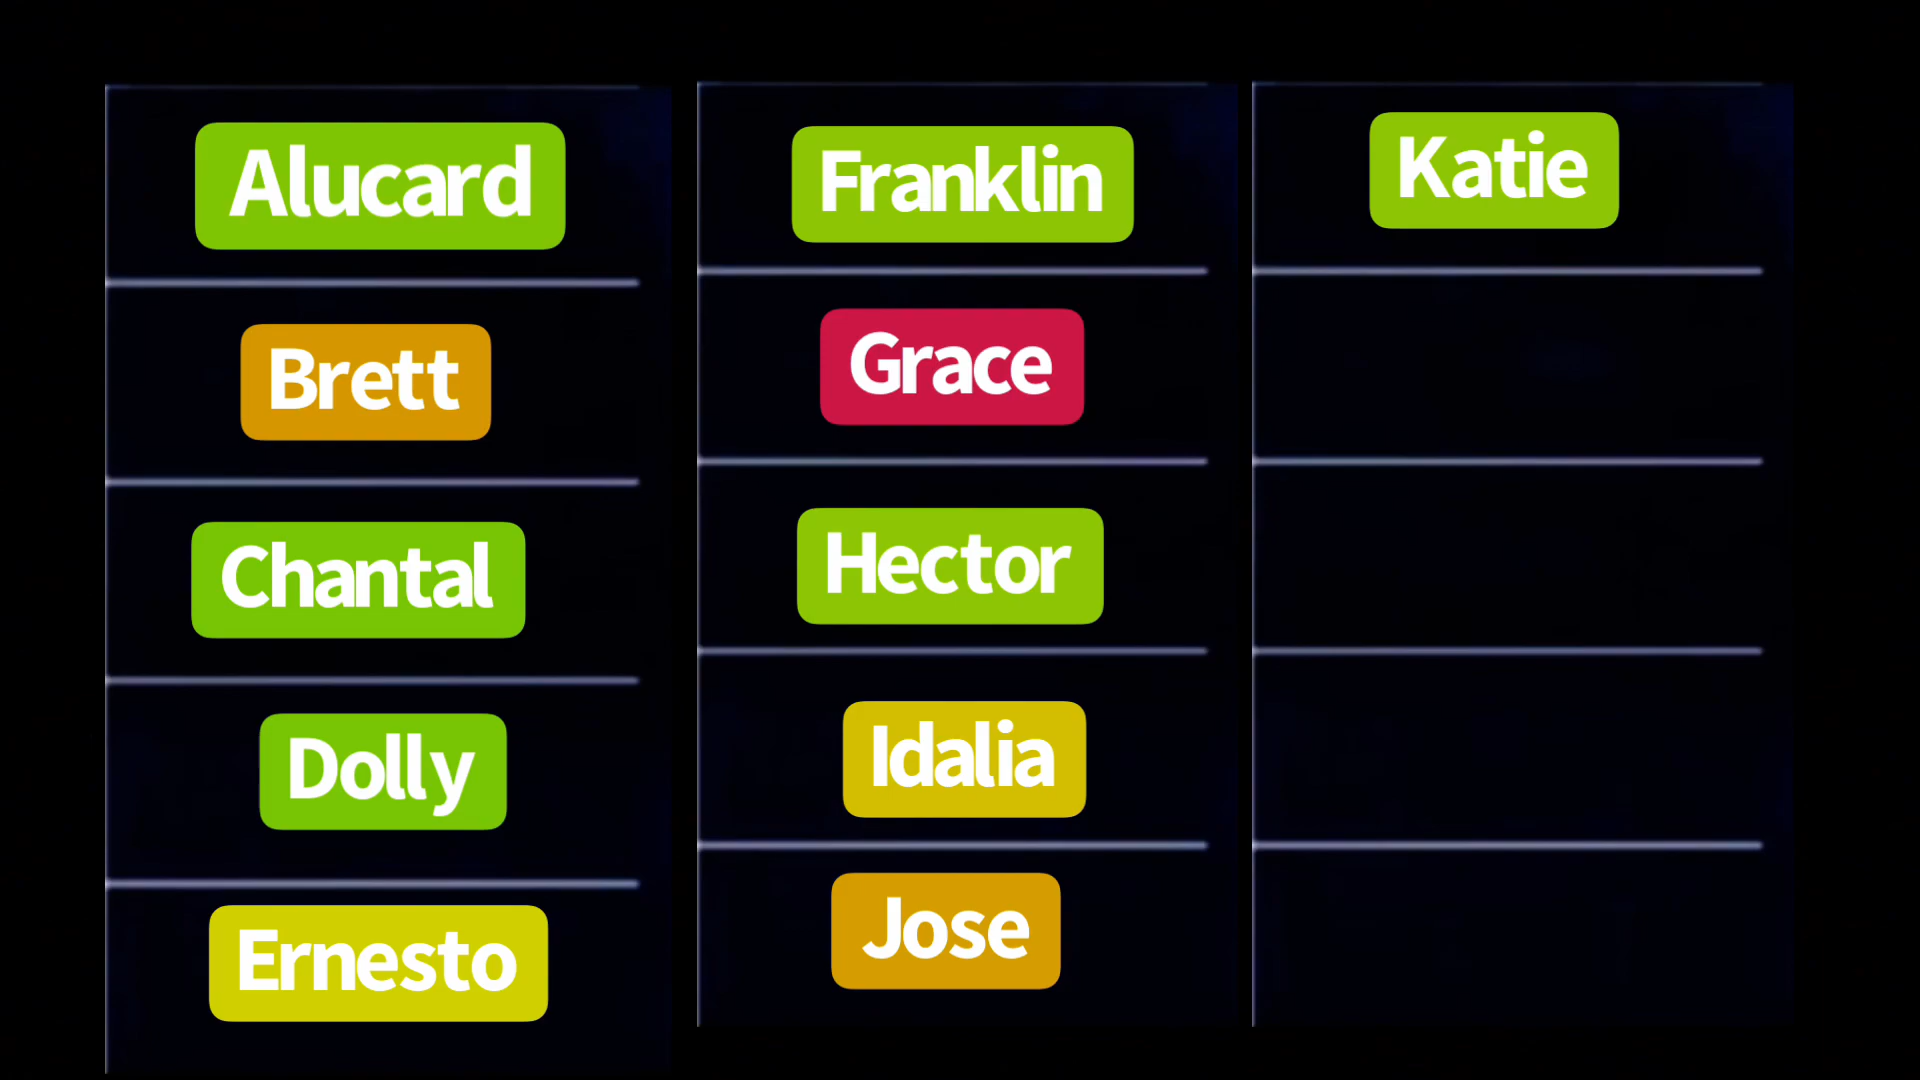 Alucard
Brett
Chantal
Dolly
Ernesto
Franklin
Grace
Hector
Idalia
Jose
Katie